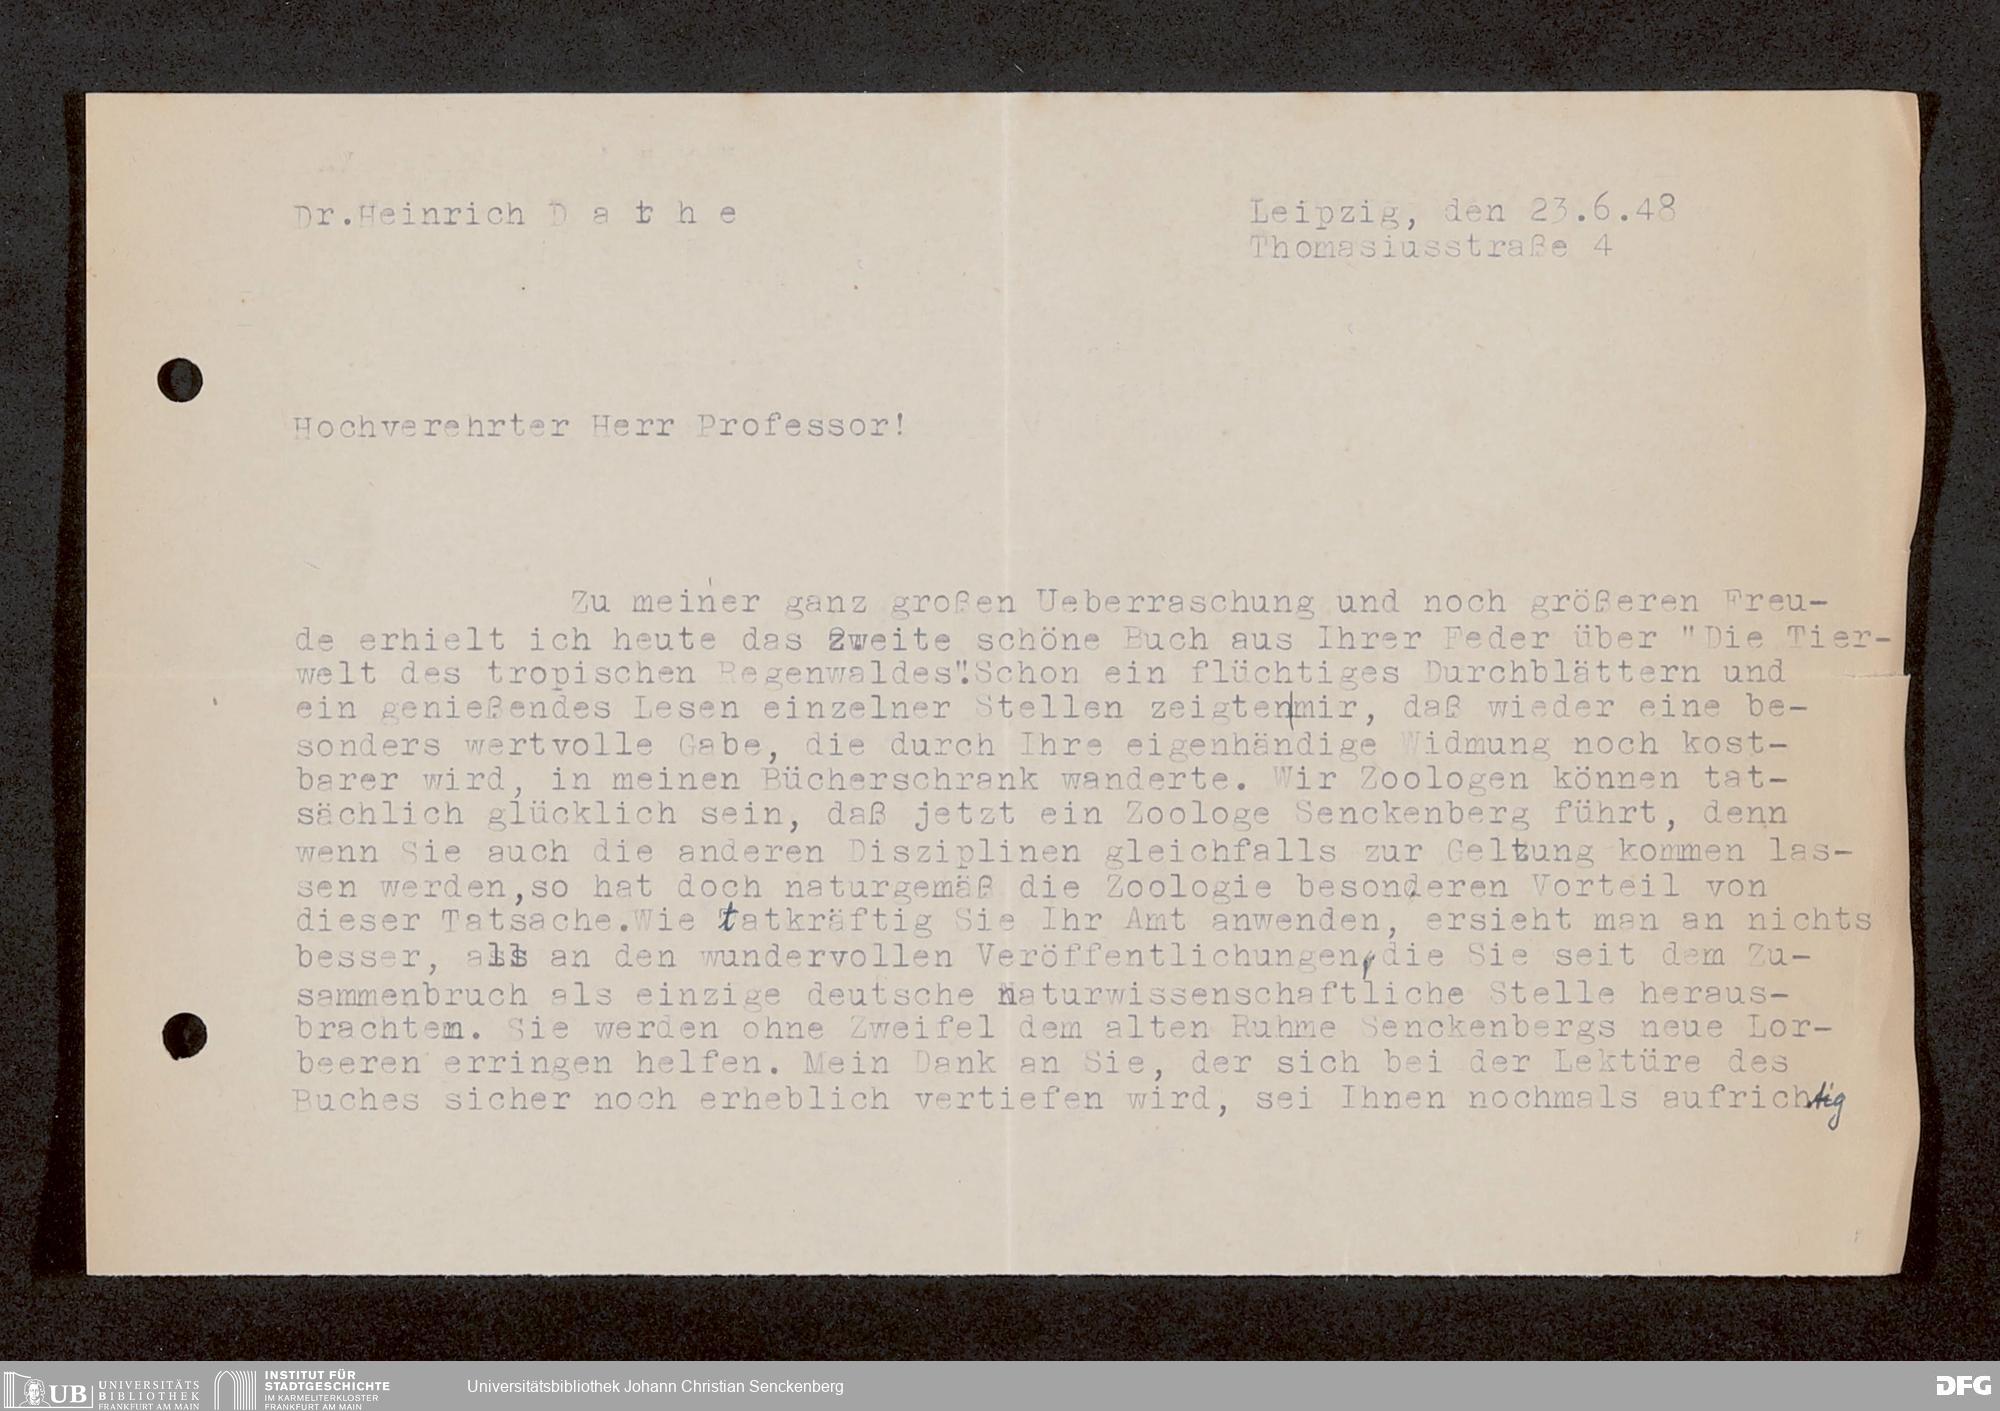 Dr.Heinrich D a t h e
Leipzig, den 23.6.48
Thomasiusstraße 4
Hochverehrter Herr Professor!
Zu meiner ganz großen Ueberraschung und noch größeren Freu-
de erhielt ich heute das zweite schöne Buch aus Ihrer Feder über "Die Tier-
welt des tropischen Regenwaldes".Schon ein flüchtiges Durchblättern und
ein genießendes Lesen einzelner Stellen zeigten|mir, daß wieder eine be-
sonders wertvolle Gabe, die durch Ihre eigenhändige Widmung noch kost-
barer wird, in meinen Bücherschrank wanderte. Wir Zoologen können tat-
sächlich glücklich sein, daß jetzt ein Zoologe Senckenberg führt, denn
wenn Sie auch die anderen Disziplinen gleichfalls zur Geltung kommen las-
sen werden,so hat doch naturgemäß die Zoologie besonderen Vorteil von
dieser Tatsache.Wie tatkräftig Sie Ihr Amt anwenden, ersieht man an nichts
besser, als an den wundervollen Veröffentlichungen,die Sie seit dem Zu-
sammenbruch als einzige deutsche naturwissenschaftliche Stelle heraus-
brachten. Sie werden ohne Zweifel dem alten Ruhme Senckenbergs neue Lor-
beeren erringen helfen. Mein Dank an Sie, der sich bei der Lektüre des
Buches sicher noch erheblich vertiefen wird, sei Ihnen nochmals aufrichtig
UB UNIVERSITÄTS
BIBLIOTHEK
FRANKFURT AM MAIN
INSTITUT FÜR
STADTGESCHICHTE
IM KARMELITERKLOSTER
FRANKFURT AM MAIN
Universitätsbibliothek Johann Christian Senckenberg
DFG